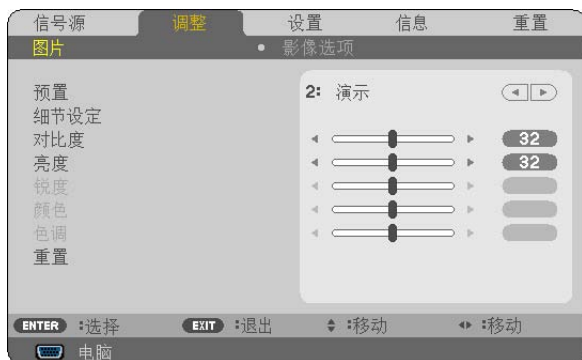 信号源 调整 设置 信息 重置
图片 • 影像选项
预置 2: 演示
细节设定
对比度 32
亮度 32
锐度
颜色
色调
重置
ENTER :选择 EXIT :退出 :移动 :移动
电脑